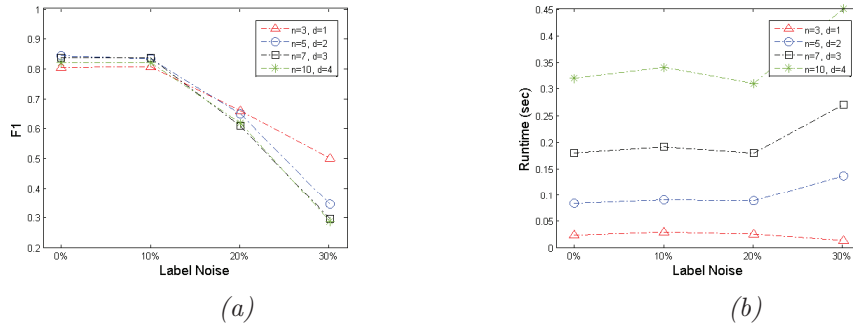 1
0.9
0.8
0.7
0.6
0.5
0.4
0.3
0.2
F1
0%
10%
20%
30%
Label Noise
n=3, d=1
n=5, d=2
n=7, d=3
n=10, d=4
(a)
0.45
0.4
0.35
0.3
0.25
0.2
0.15
0.1
0.05
0
Runtime (sec)
0%
10%
20%
30%
Label Noise
n=3, d=1
n=5, d=2
n=7, d=3
n=10, d=4
(b)